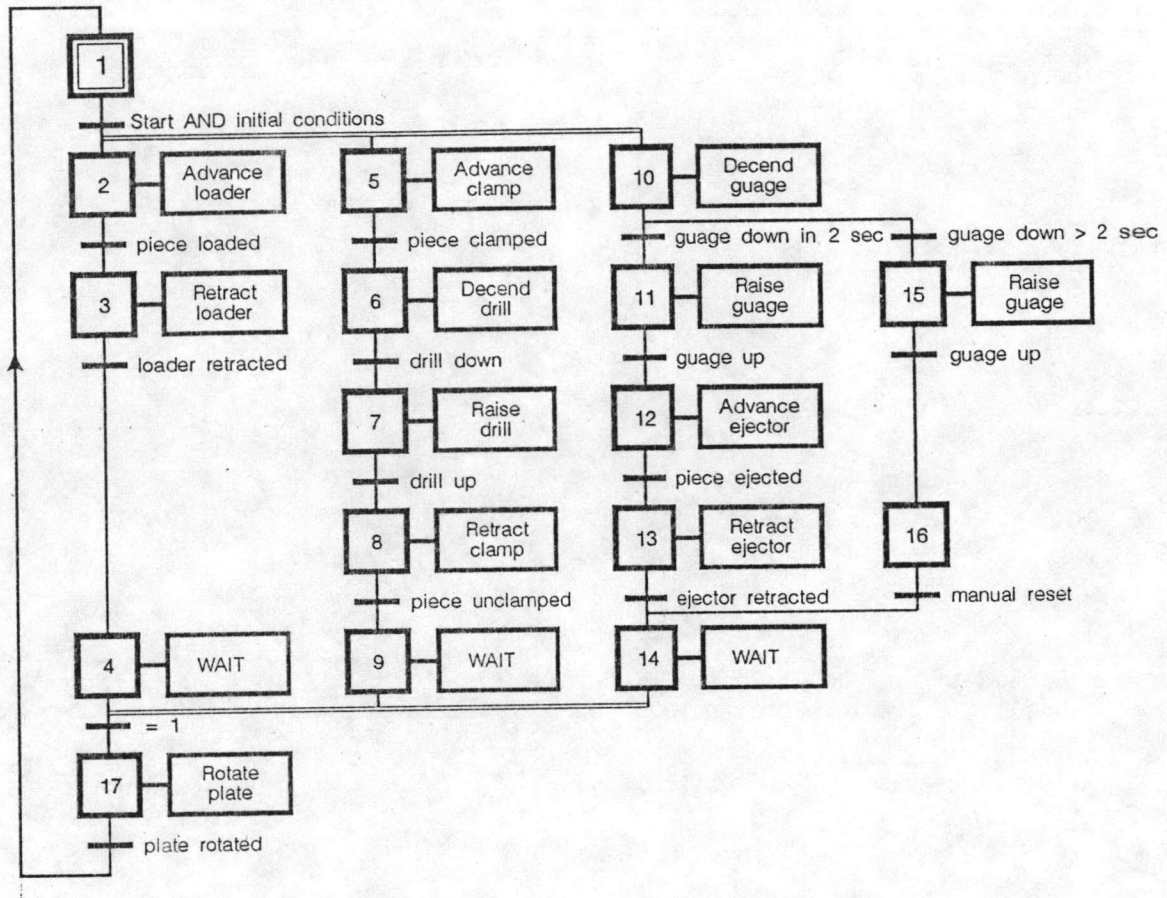 1
Start AND initial conditions
2
Advance
loader
5
Advance
clamp
10
Decend
guage
piece loaded
piece clamped
guage down in 2 sec
guage down > 2 sec
3
Retract
loader
6
Decend
drill
11
Raise
guage
15
Raise
guage
loader retracted
drill down
guage up
guage up
7
Raise
drill
12
Advance
ejector
drill up
piece ejected
8
Retract
clamp
13
Retract
ejector
16
piece unclamped
ejector retracted
manual reset
4
WAIT
9
WAIT
14
WAIT
= 1
17
Rotate
plate
plate rotated